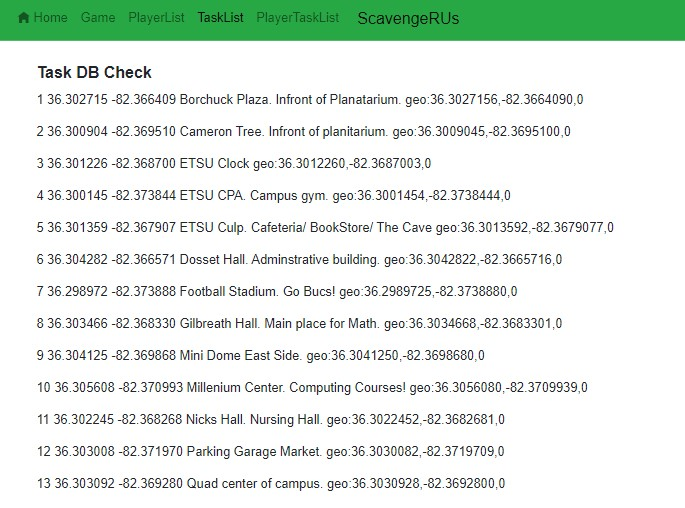 Home Game PlayerList TaskList PlayerTaskList ScavengeRUs
Task DB Check
1 36.302715 -82.366409 Borchuck Plaza. Infront of Planatarium. geo:36.3027156,-82.3664090,0
2 36.300904 -82.369510 Cameron Tree. Infront of planitarium. geo:36.3009045,-82.3695100,0
3 36.301226 -82.368700 ETSU Clock geo:36.3012260,-82.3687003,0
4 36.300145 -82.373844 ETSU CPA. Campus gym. geo:36.3001454,-82.3738444,0
5 36.301359 -82.367907 ETSU Culp. Cafeteria/ BookStore/ The Cave geo:36.3013592,-82.3679077,0
6 36.304282 -82.366571 Dosset Hall. Adminstrative building. geo:36.3042822,-82.3665716,0
7 36.298972 -82.373888 Football Stadium. Go Bucs! geo:36.2989725,-82.3738880,0
8 36.303466 -82.368330 Gilbreath Hall. Main place for Math. geo:36.3034668,-82.3683301,0
9 36.304125 -82.369868 Mini Dome East Side. geo:36.3041250,-82.3698680,0
10 36.305608 -82.370993 Millenium Center. Computing Courses! geo:36.3056080,-82.3709939,0
11 36.302245 -82.368268 Nicks Hall. Nursing Hall. geo:36.3022452,-82.3682681,0
12 36.303008 -82.371970 Parking Garage Market. geo:36.3030082,-82.3719709,0
13 36.303092 -82.369280 Quad center of campus. geo:36.3030928,-82.3692800,0